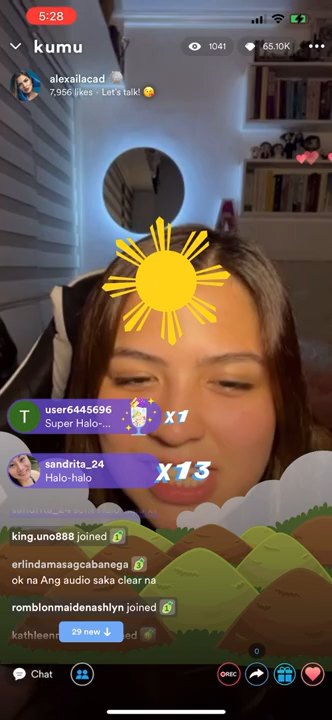 5:28
kumu
1041
65.10K
alexailacad
7,956 likes · Let's talk!
T
user6445696
Super Halo-...
X1
sandrita_24
Halo-halo
X13
king.uno888 joined
erlindamasagcabanega
ok na Ang audio saka clear na
romblonmaidenashlyn joined
29 new ↓
0
Chat
REC